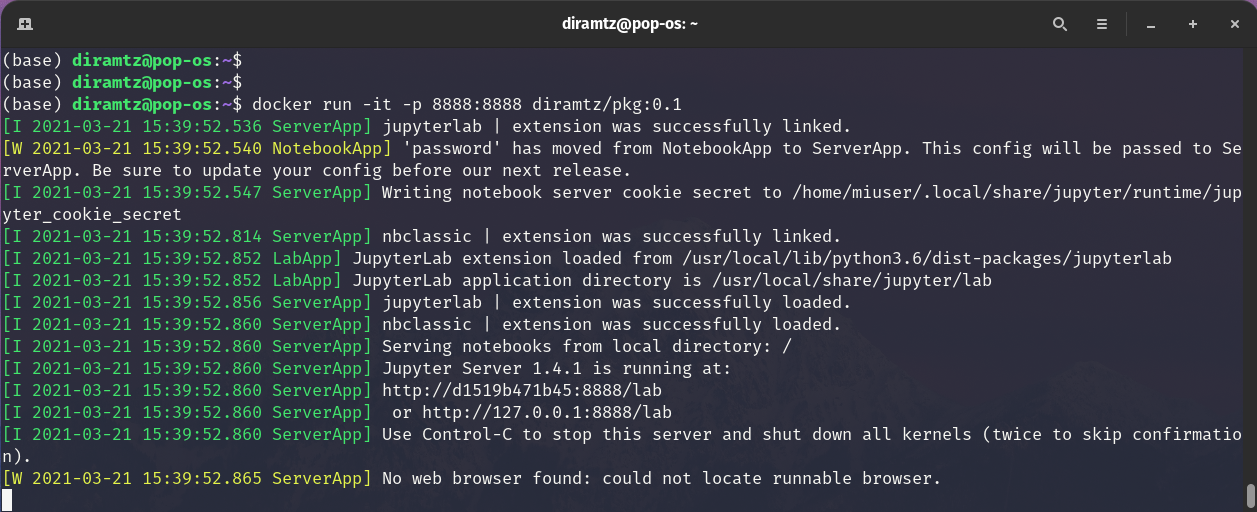 diramtz@pop-os: ~
(base) diramtz@pop-os:~$
(base) diramtz@pop-os:~$
(base) diramtz@pop-os:~$ docker run -it -p 8888:8888 diramtz/pkg:0.1
[I 2021-03-21 15:39:52.536 ServerApp] jupyterlab | extension was successfully linked.
[W 2021-03-21 15:39:52.540 NotebookApp] 'password' has moved from NotebookApp to ServerApp. This config will be passed to Se
rverApp. Be sure to update your config before our next release.
[I 2021-03-21 15:39:52.547 ServerApp] Writing notebook server cookie secret to /home/miuser/.local/share/jupyter/runtime/jup
yter_cookie_secret
[I 2021-03-21 15:39:52.814 ServerApp] nbclassic | extension was successfully linked.
[I 2021-03-21 15:39:52.852 LabApp] JupyterLab extension loaded from /usr/local/lib/python3.6/dist-packages/jupyterlab
[I 2021-03-21 15:39:52.852 LabApp] JupyterLab application directory is /usr/local/share/jupyter/lab
[I 2021-03-21 15:39:52.856 ServerApp] jupyterlab | extension was successfully loaded.
[I 2021-03-21 15:39:52.860 ServerApp] nbclassic | extension was successfully loaded.
[I 2021-03-21 15:39:52.860 ServerApp] Serving notebooks from local directory: /
[I 2021-03-21 15:39:52.860 ServerApp] Jupyter Server 1.4.1 is running at:
[I 2021-03-21 15:39:52.860 ServerApp] http://d1519b471b45:8888/lab
[I 2021-03-21 15:39:52.860 ServerApp]  or http://127.0.0.1:8888/lab
[I 2021-03-21 15:39:52.860 ServerApp] Use Control-C to stop this server and shut down all kernels (twice to skip confirmatio
n).
[W 2021-03-21 15:39:52.865 ServerApp] No web browser found: could not locate runnable browser.